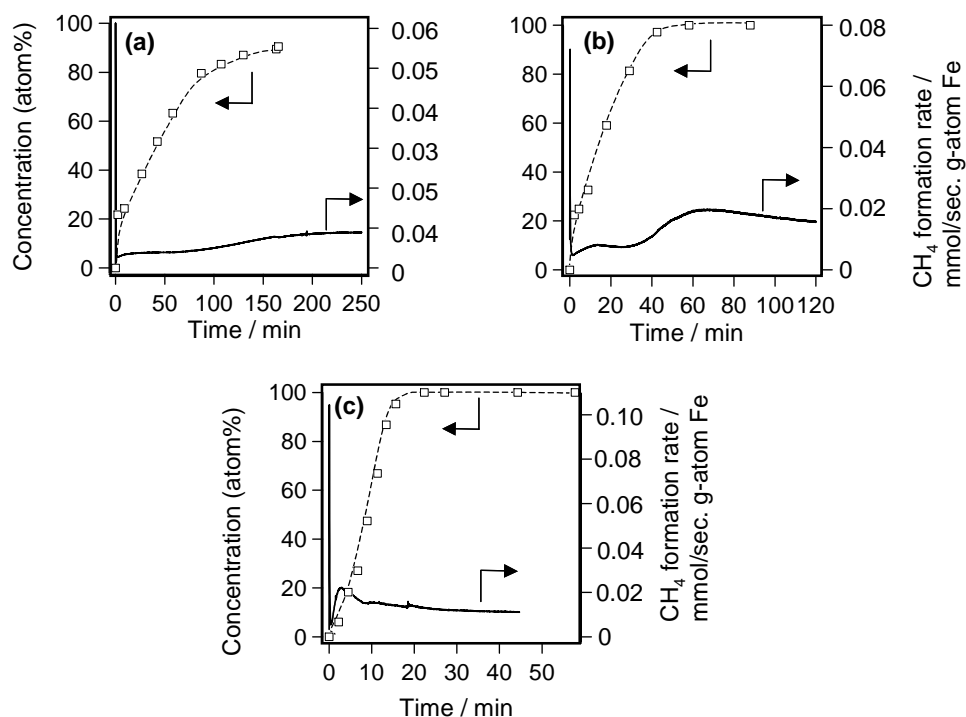 (a)
Concentration (atom%)
100
80
60
40
20
0
0.06
0.05
0.04
0.03
0.05
0.04
0
0 50 100 150 200 250
Time / min
(b)
100
80
60
40
20
0
0.08
0.06
0.04
0.02
0
CH₄ formation rate /
mmol/sec. g-atom Fe
0 20 40 60 80 100 120
Time / min
(c)
Concentration (atom%)
100
80
60
40
20
0
0.10
0.08
0.06
0.04
0.02
0
CH₄ formation rate /
mmol/sec. g-atom Fe
0 10 20 30 40 50
Time / min